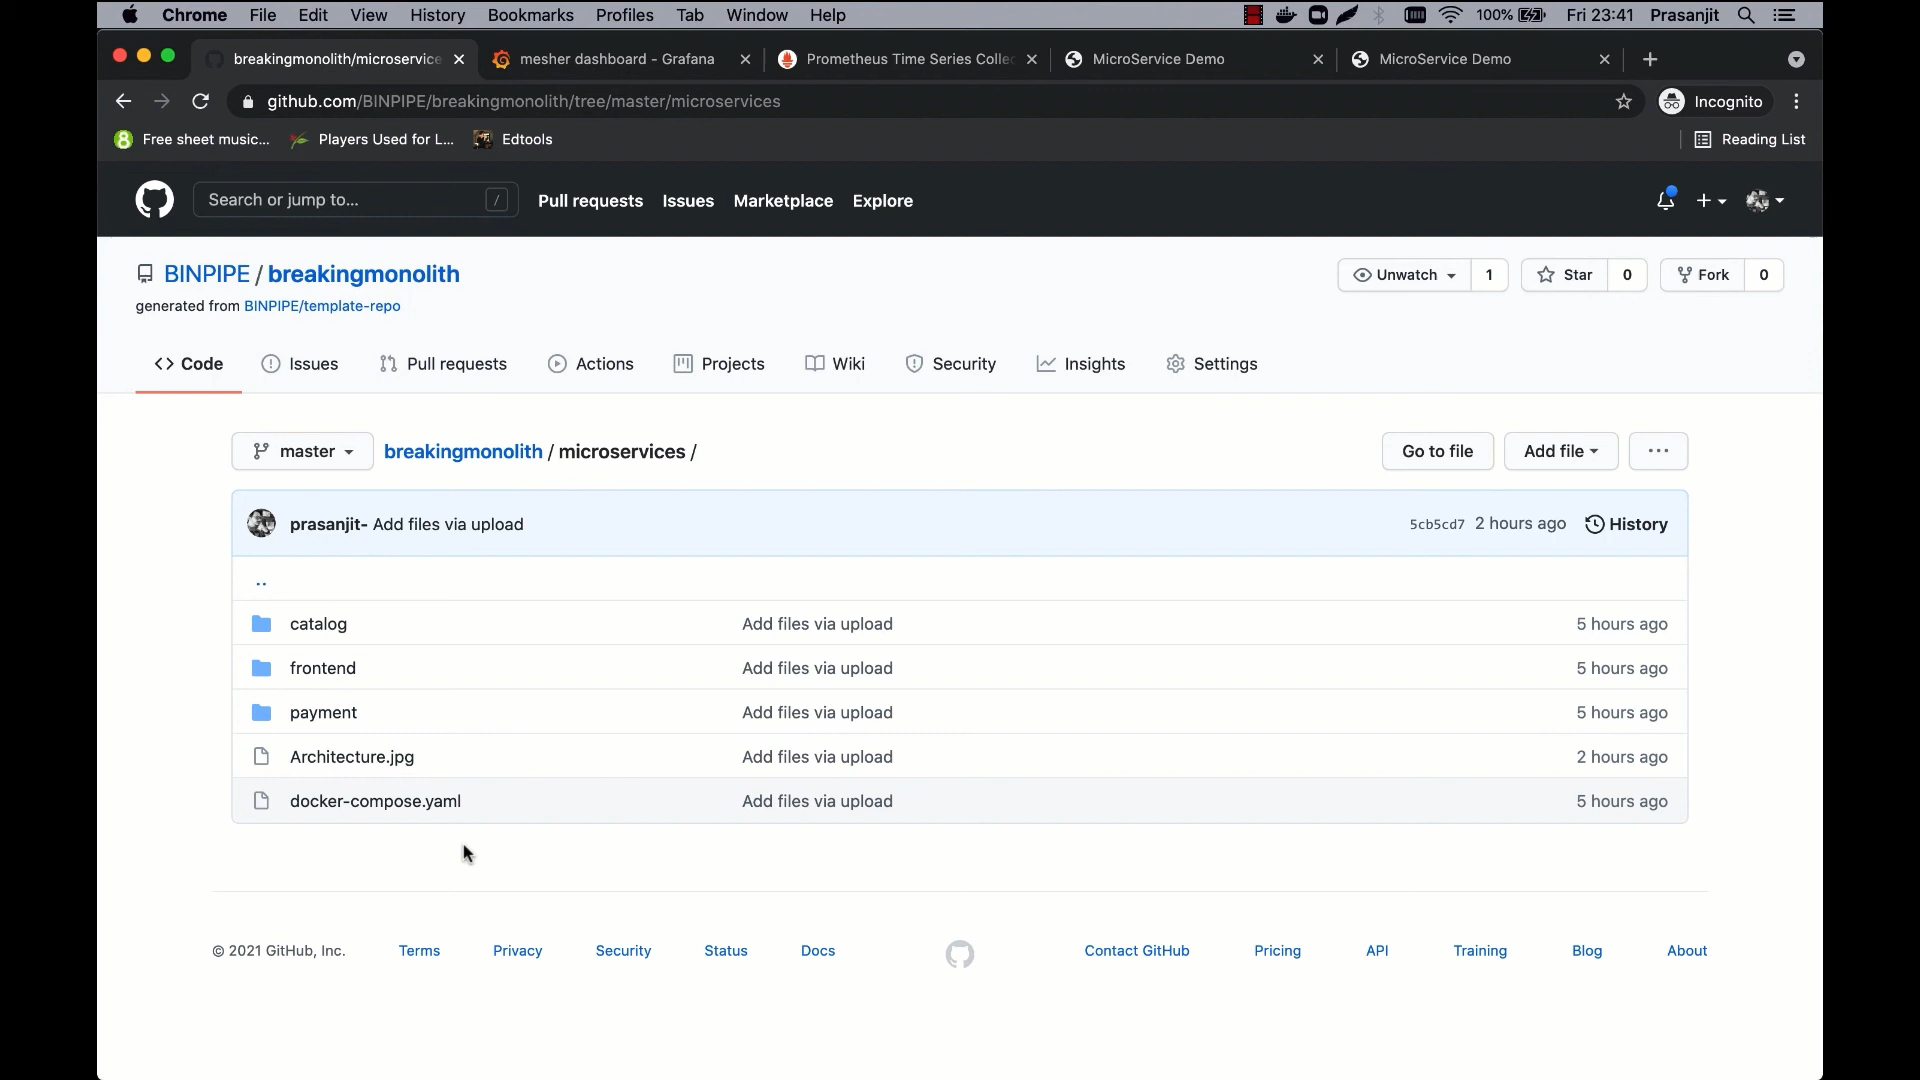 Chrome File Edit View History Bookmarks Profiles Tab Window Help 100% Fri 23:41 Prasanjit
breakingmonolith/microservice mesher dashboard - Grafana Prometheus Time Series Collec MicroService Demo MicroService Demo
github.com/BINPIPE/breakingmonolith/tree/master/microservices Incognito
8 Free sheet music... Players Used for L... Edtools Reading List
Search or jump to... / Pull requests Issues Marketplace Explore
BINPIPE / breakingmonolith Unwatch 1 Star 0 Fork 0
generated from BINPIPE/template-repo
Code Issues Pull requests Actions Projects Wiki Security Insights Settings
master breakingmonolith / microservices / Go to file Add file ...
prasanjit- Add files via upload 5cb5cd7 2 hours ago History
..
catalog Add files via upload 5 hours ago
frontend Add files via upload 5 hours ago
payment Add files via upload 5 hours ago
Architecture.jpg Add files via upload 2 hours ago
docker-compose.yaml Add files via upload 5 hours ago
© 2021 GitHub, Inc. Terms Privacy Security Status Docs Contact GitHub Pricing API Training Blog About